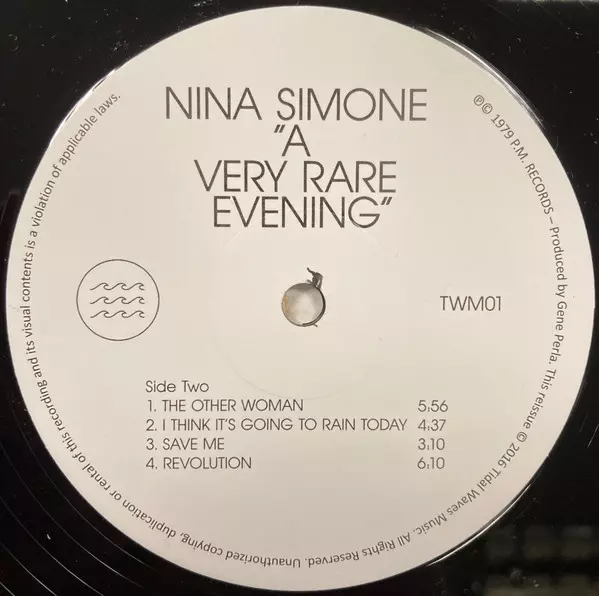 NINA SIMONE
"A
VERY RARE
EVENING"
TWM01
Side Two
1. THE OTHER WOMAN 5:56
2. I THINK IT'S GOING TO RAIN TODAY 4:37
3. SAVE ME 3:10
4. REVOLUTION 6:10
℗© 1979 P.M. RECORDS – Produced by Gene Perla. This reissue © 2016 Tidal Waves Music. All Rights Reserved. Unauthorized copying, duplication or rental of this recording and its visual contents is a violation of applicable laws.